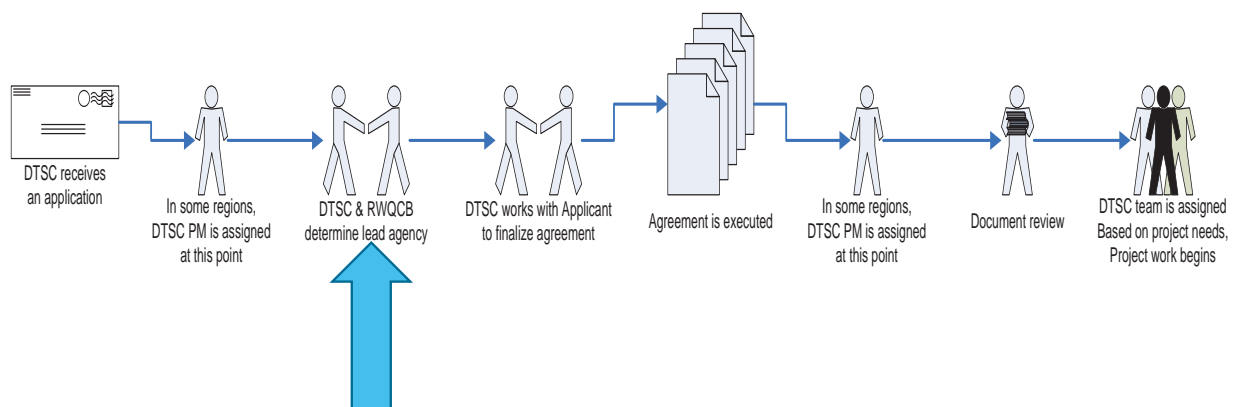 DTSC receives
an application
In some regions,
DTSC PM is assigned
at this point
DTSC & RWQCB
determine lead agency
DTSC works with Applicant
to finalize agreement
Agreement is executed
In some regions,
DTSC PM is assigned
at this point
Document review
DTSC team is assigned
Based on project needs,
Project work begins